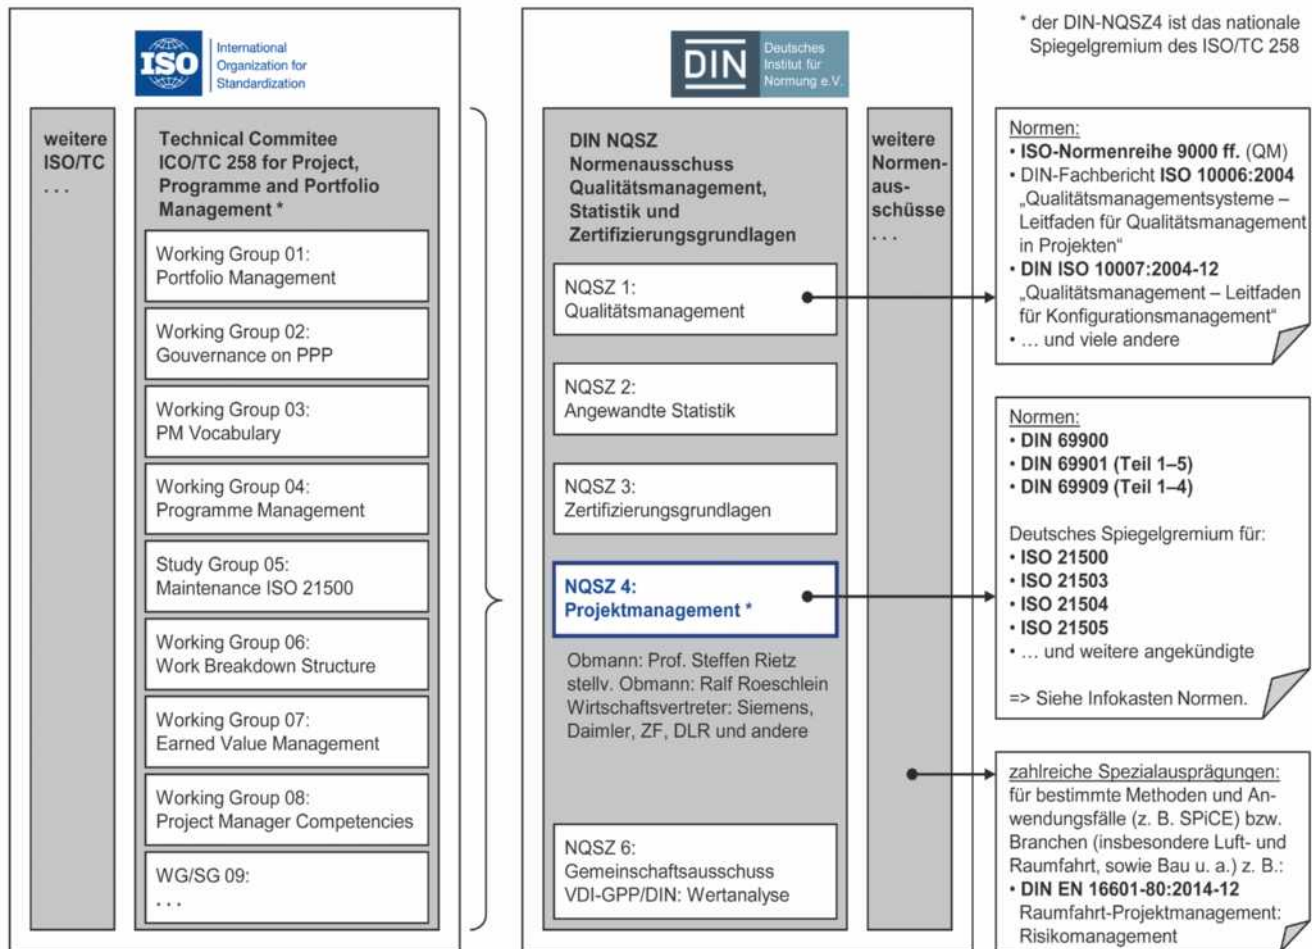 ISO
International
Organization for
Standardization
weitere
ISO/TC
. . .
Technical Commitee
ICO/TC 258 for Project,
Programme and Portfolio
Management *
Working Group 01:
Portfolio Management
Working Group 02:
Gouvernance on PPP
Working Group 03:
PM Vocabulary
Working Group 04:
Programme Management
Study Group 05:
Maintenance ISO 21500
Working Group 06:
Work Breakdown Structure
Working Group 07:
Earned Value Management
Working Group 08:
Project Manager Competencies
WG/SG 09:
. . .
DIN
Deutsches
Institut für
Normung e.V.
DIN NQSZ
Normenausschuss
Qualitätsmanagement,
Statistik und
Zertifizierungsgrundlagen
NQSZ 1:
Qualitätsmanagement
NQSZ 2:
Angewandte Statistik
NQSZ 3:
Zertifizierungsgrundlagen
NQSZ 4:
Projektmanagement *
Obmann: Prof. Steffen Rietz
stellv. Obmann: Ralf Roeschlein
Wirtschaftsvertreter: Siemens,
Daimler, ZF, DLR und andere
NQSZ 6:
Gemeinschaftsausschuss
VDI-GPP/DIN: Wertanalyse
weitere
Normen-
aus-
schüsse
. . .
* der DIN-NQSZ4 ist das nationale
Spiegelgremium des ISO/TC 258
Normen:
• ISO-Normenreihe 9000 ff. (QM)
• DIN-Fachbericht ISO 10006:2004
„Qualitätsmanagementsysteme –
Leitfaden für Qualitätsmanagement
in Projekten“
• DIN ISO 10007:2004-12
„Qualitätsmanagement – Leitfaden
für Konfigurationsmanagement“
• … und viele andere
Normen:
• DIN 69900
• DIN 69901 (Teil 1–5)
• DIN 69909 (Teil 1–4)
Deutsches Spiegelgremium für:
• ISO 21500
• ISO 21503
• ISO 21504
• ISO 21505
• … und weitere angekündigte
=> Siehe Infokasten Normen.
zahlreiche Spezialausprägungen:
für bestimmte Methoden und An-
wendungsfälle (z. B. SPiCE) bzw.
Branchen (insbesondere Luft- und
Raumfahrt, sowie Bau u. a.) z. B.:
• DIN EN 16601-80:2014-12
Raumfahrt-Projektmanagement:
Risikomanagement